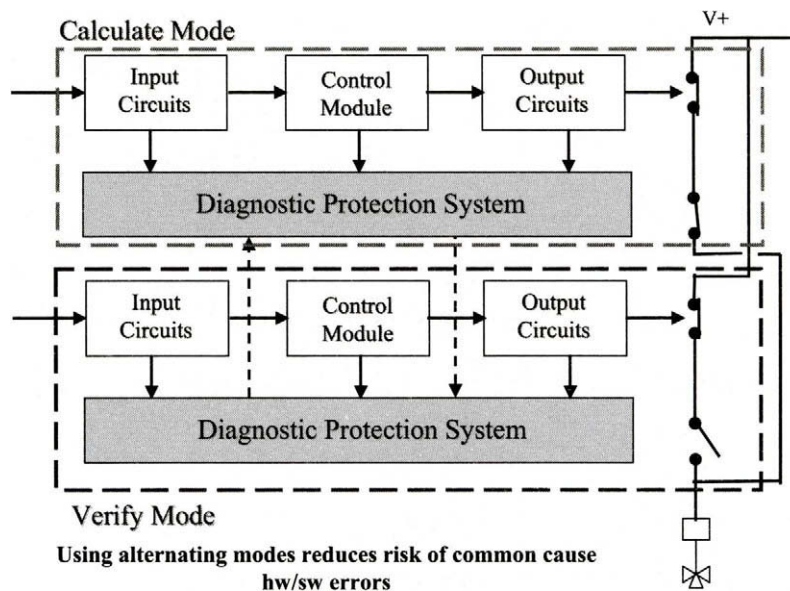 V+
Calculate Mode
Input
Circuits
Control
Module
Output
Circuits
Diagnostic Protection System
Input
Circuits
Control
Module
Output
Circuits
Diagnostic Protection System
Verify Mode
Using alternating modes reduces risk of common cause
hw/sw errors